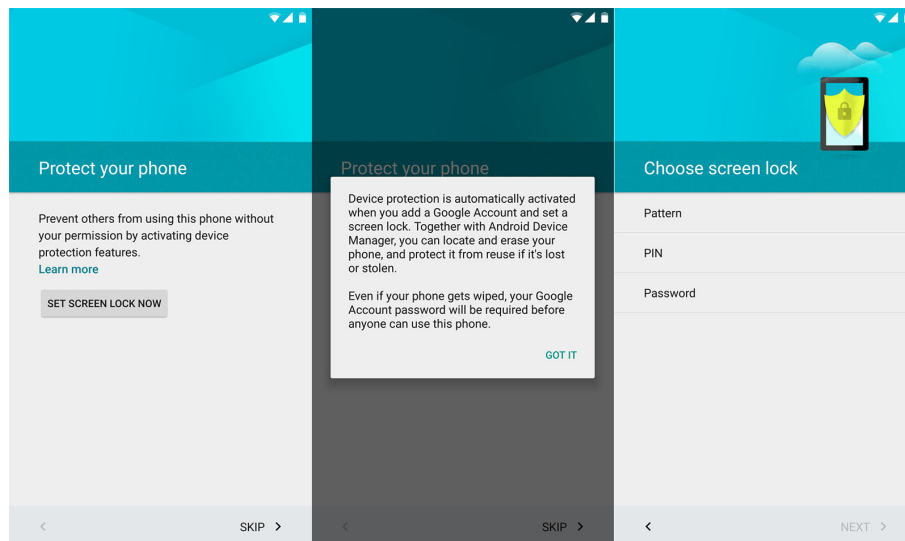 Protect your phone
Prevent others from using this phone without
your permission by activating device
protection features.
Learn more
SET SCREEN LOCK NOW
SKIP
Protect your phone
Device protection is automatically activated
when you add a Google Account and set a
screen lock. Together with Android Device
Manager, you can locate and erase your
phone, and protect it from reuse if it's lost
or stolen.
Even if your phone gets wiped, your Google
Account password will be required before
anyone can use this phone.
GOT IT
SKIP
Choose screen lock
Pattern
PIN
Password
NEXT